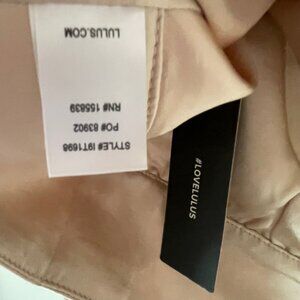 STYLE# I9T1698
PO# 83902
RN# 155839
LULUS.COM
#LOVELULUS